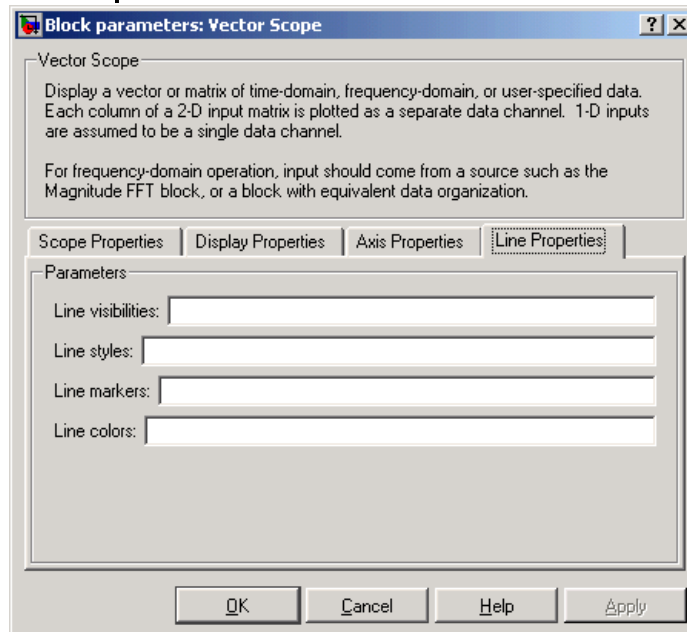 Block parameters: Vector Scope
Vector Scope
Display a vector or matrix of time-domain, frequency-domain, or user-specified data.
Each column of a 2-D input matrix is plotted as a separate data channel. 1-D inputs
are assumed to be a single data channel.
For frequency-domain operation, input should come from a source such as the
Magnitude FFT block, or a block with equivalent data organization.
Scope Properties Display Properties Axis Properties Line Properties
Parameters
Line visibilities:
Line styles:
Line markers:
Line colors:
OK Cancel Help Apply